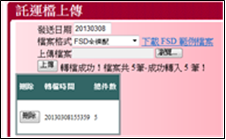 託運檔上傳
發送日期 20130308
檔案格式 FSD全配 下載 FSD 範例檔案
上傳檔案 瀏覽...
上傳 轉檔成功！檔案共 5筆-成功轉入 5 筆！
刪除 轉檔時間 總件數
刪除 20130308155359 5